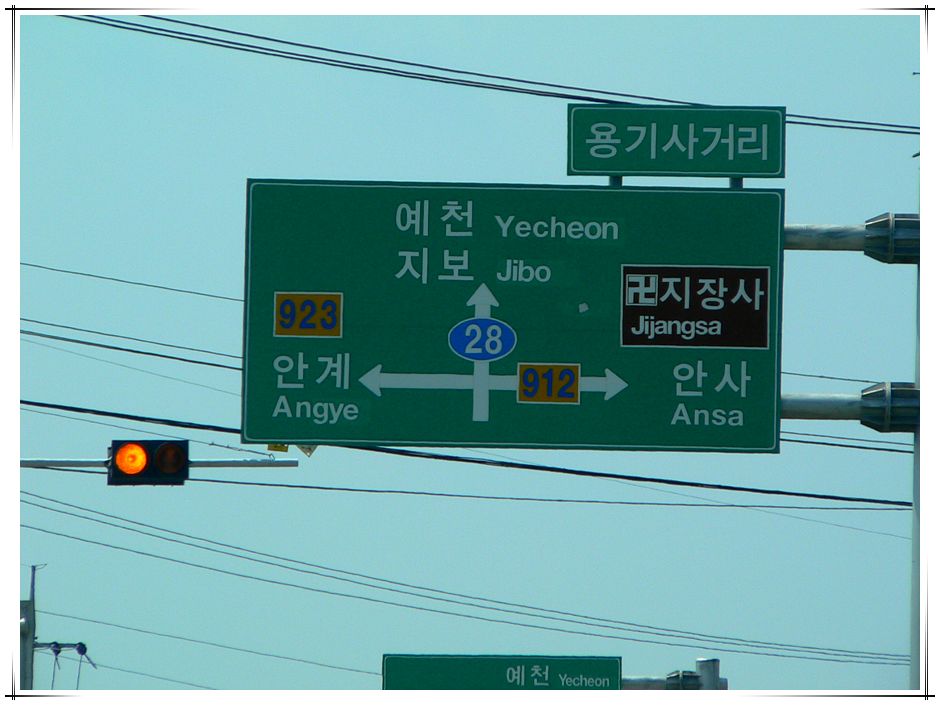 용기사거리
예천 Yecheon
지보 Jibo
923
卍지장사
Jijangsa
28
912
안계
Angye
안사
Ansa
예천 Yecheon